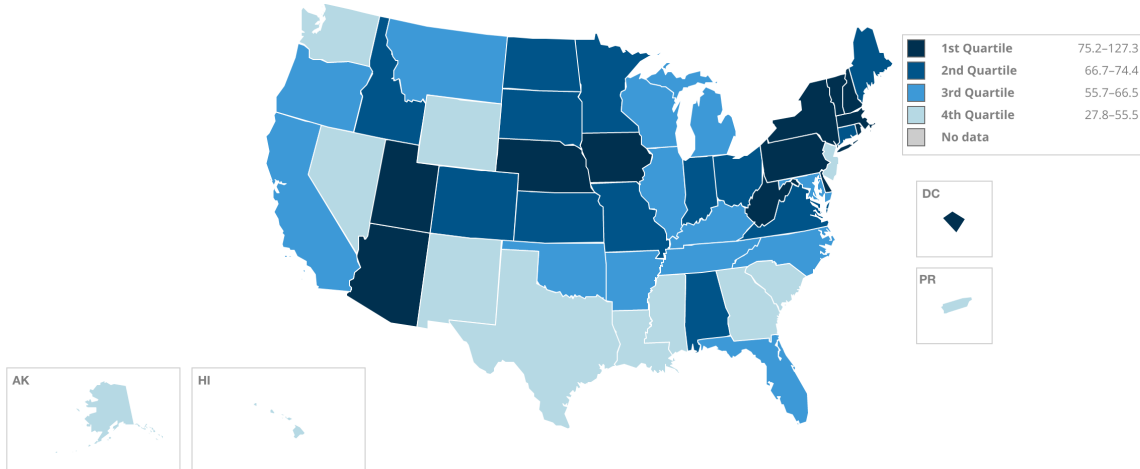 1st Quartile 75.2–127.3
2nd Quartile 66.7–74.4
3rd Quartile 55.7–66.5
4th Quartile 27.8–55.5
No data
DC
PR
AK
HI